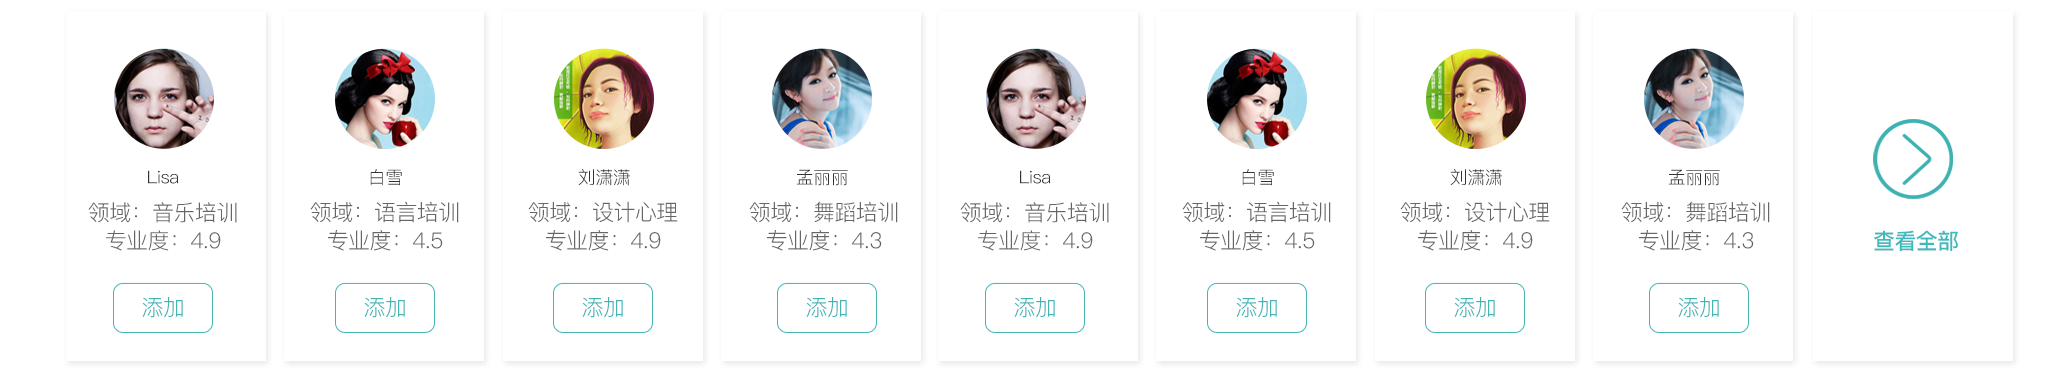 Lisa
领域：音乐培训
专业度：4.9
添加
白雪
领域：语言培训
专业度：4.5
添加
刘潇潇
领域：设计心理
专业度：4.9
添加
孟丽丽
领域：舞蹈培训
专业度：4.3
添加
Lisa
领域：音乐培训
专业度：4.9
添加
白雪
领域：语言培训
专业度：4.5
添加
刘潇潇
领域：设计心理
专业度：4.9
添加
孟丽丽
领域：舞蹈培训
专业度：4.3
添加
查看全部